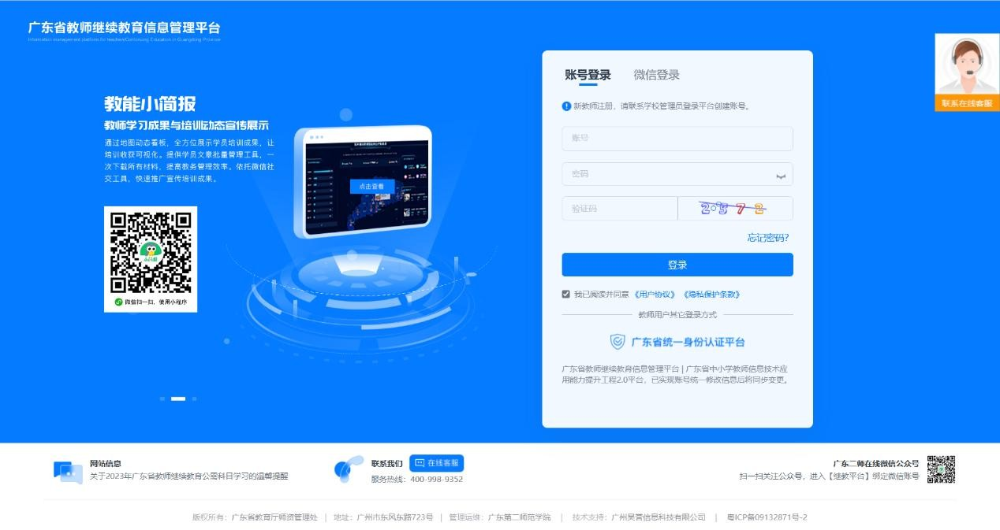 广东省教师继续教育信息管理平台
Information management platform for teacher/Continuing Education in Guangdong Province
教能小简报
教师学习成果与培训动态宣传展示
通过地图动态看板，全方位展示学员培训成果，让
培训收获可视化。提供学员文章批量管理工具，一
次下载所有材料，提高教务管理效率。依托微信社
交工具，快速推广宣传培训成果。
点击查看
微信扫一扫，使用小程序
账号登录 微信登录
新教师注册，请联系学校管理员登录平台创建账号。
账号
密码
验证码 2572
忘记密码?
登录
我已阅读并同意 《用户协议》 《隐私保护条款》
教师用户其它登录方式
广东省统一身份认证平台
广东省教师继续教育信息管理平台 | 广东省中小学教师信息技术应
用能力提升工程2.0平台，已实现账号统一修改信息后将同步变更。
联系在线客服
网站信息
关于2023年广东省教师继续教育公需科目学习的温馨提醒
联系我们 在线客服
服务热线：400-998-9352
广东二师在线微信公众号
扫一扫关注公众号，进入【继教平台】绑定微信账号
版权所有：广东省教育厅师资管理处 | 地址：广州市东风东路723号 | 管理运维：广东第二师范学院 | 技术支持：广州昊誉信息科技有限公司 | 粤ICP备09132871号-2